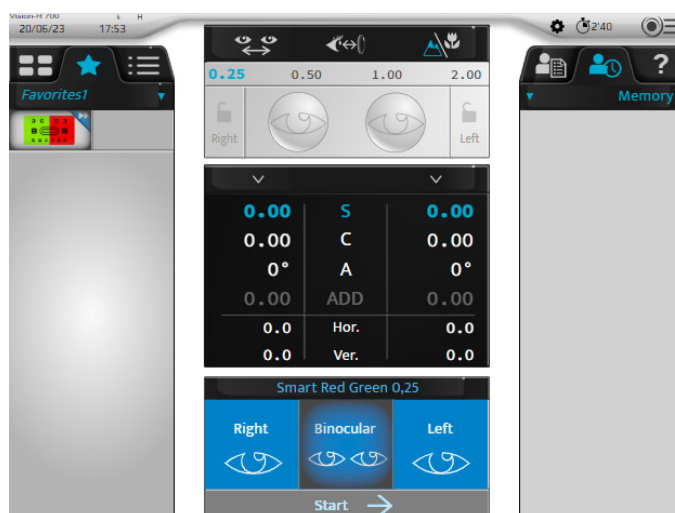 Vision-R 700
20/06/23 17:53
L H
2'40
?
Favorites1
Memory
0.25 0.50 1.00 2.00
Right Left
0.00 S 0.00
0.00 C 0.00
0° A 0°
0.00 ADD 0.00
0.0 Hor. 0.0
0.0 Ver. 0.0
Smart Red Green 0,25
Right Binocular Left
Start